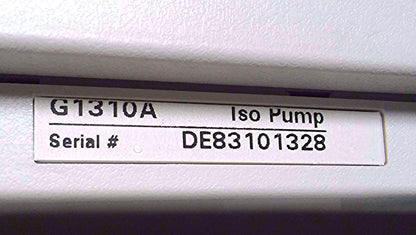 G1310A Iso Pump
Serial # DE83101328